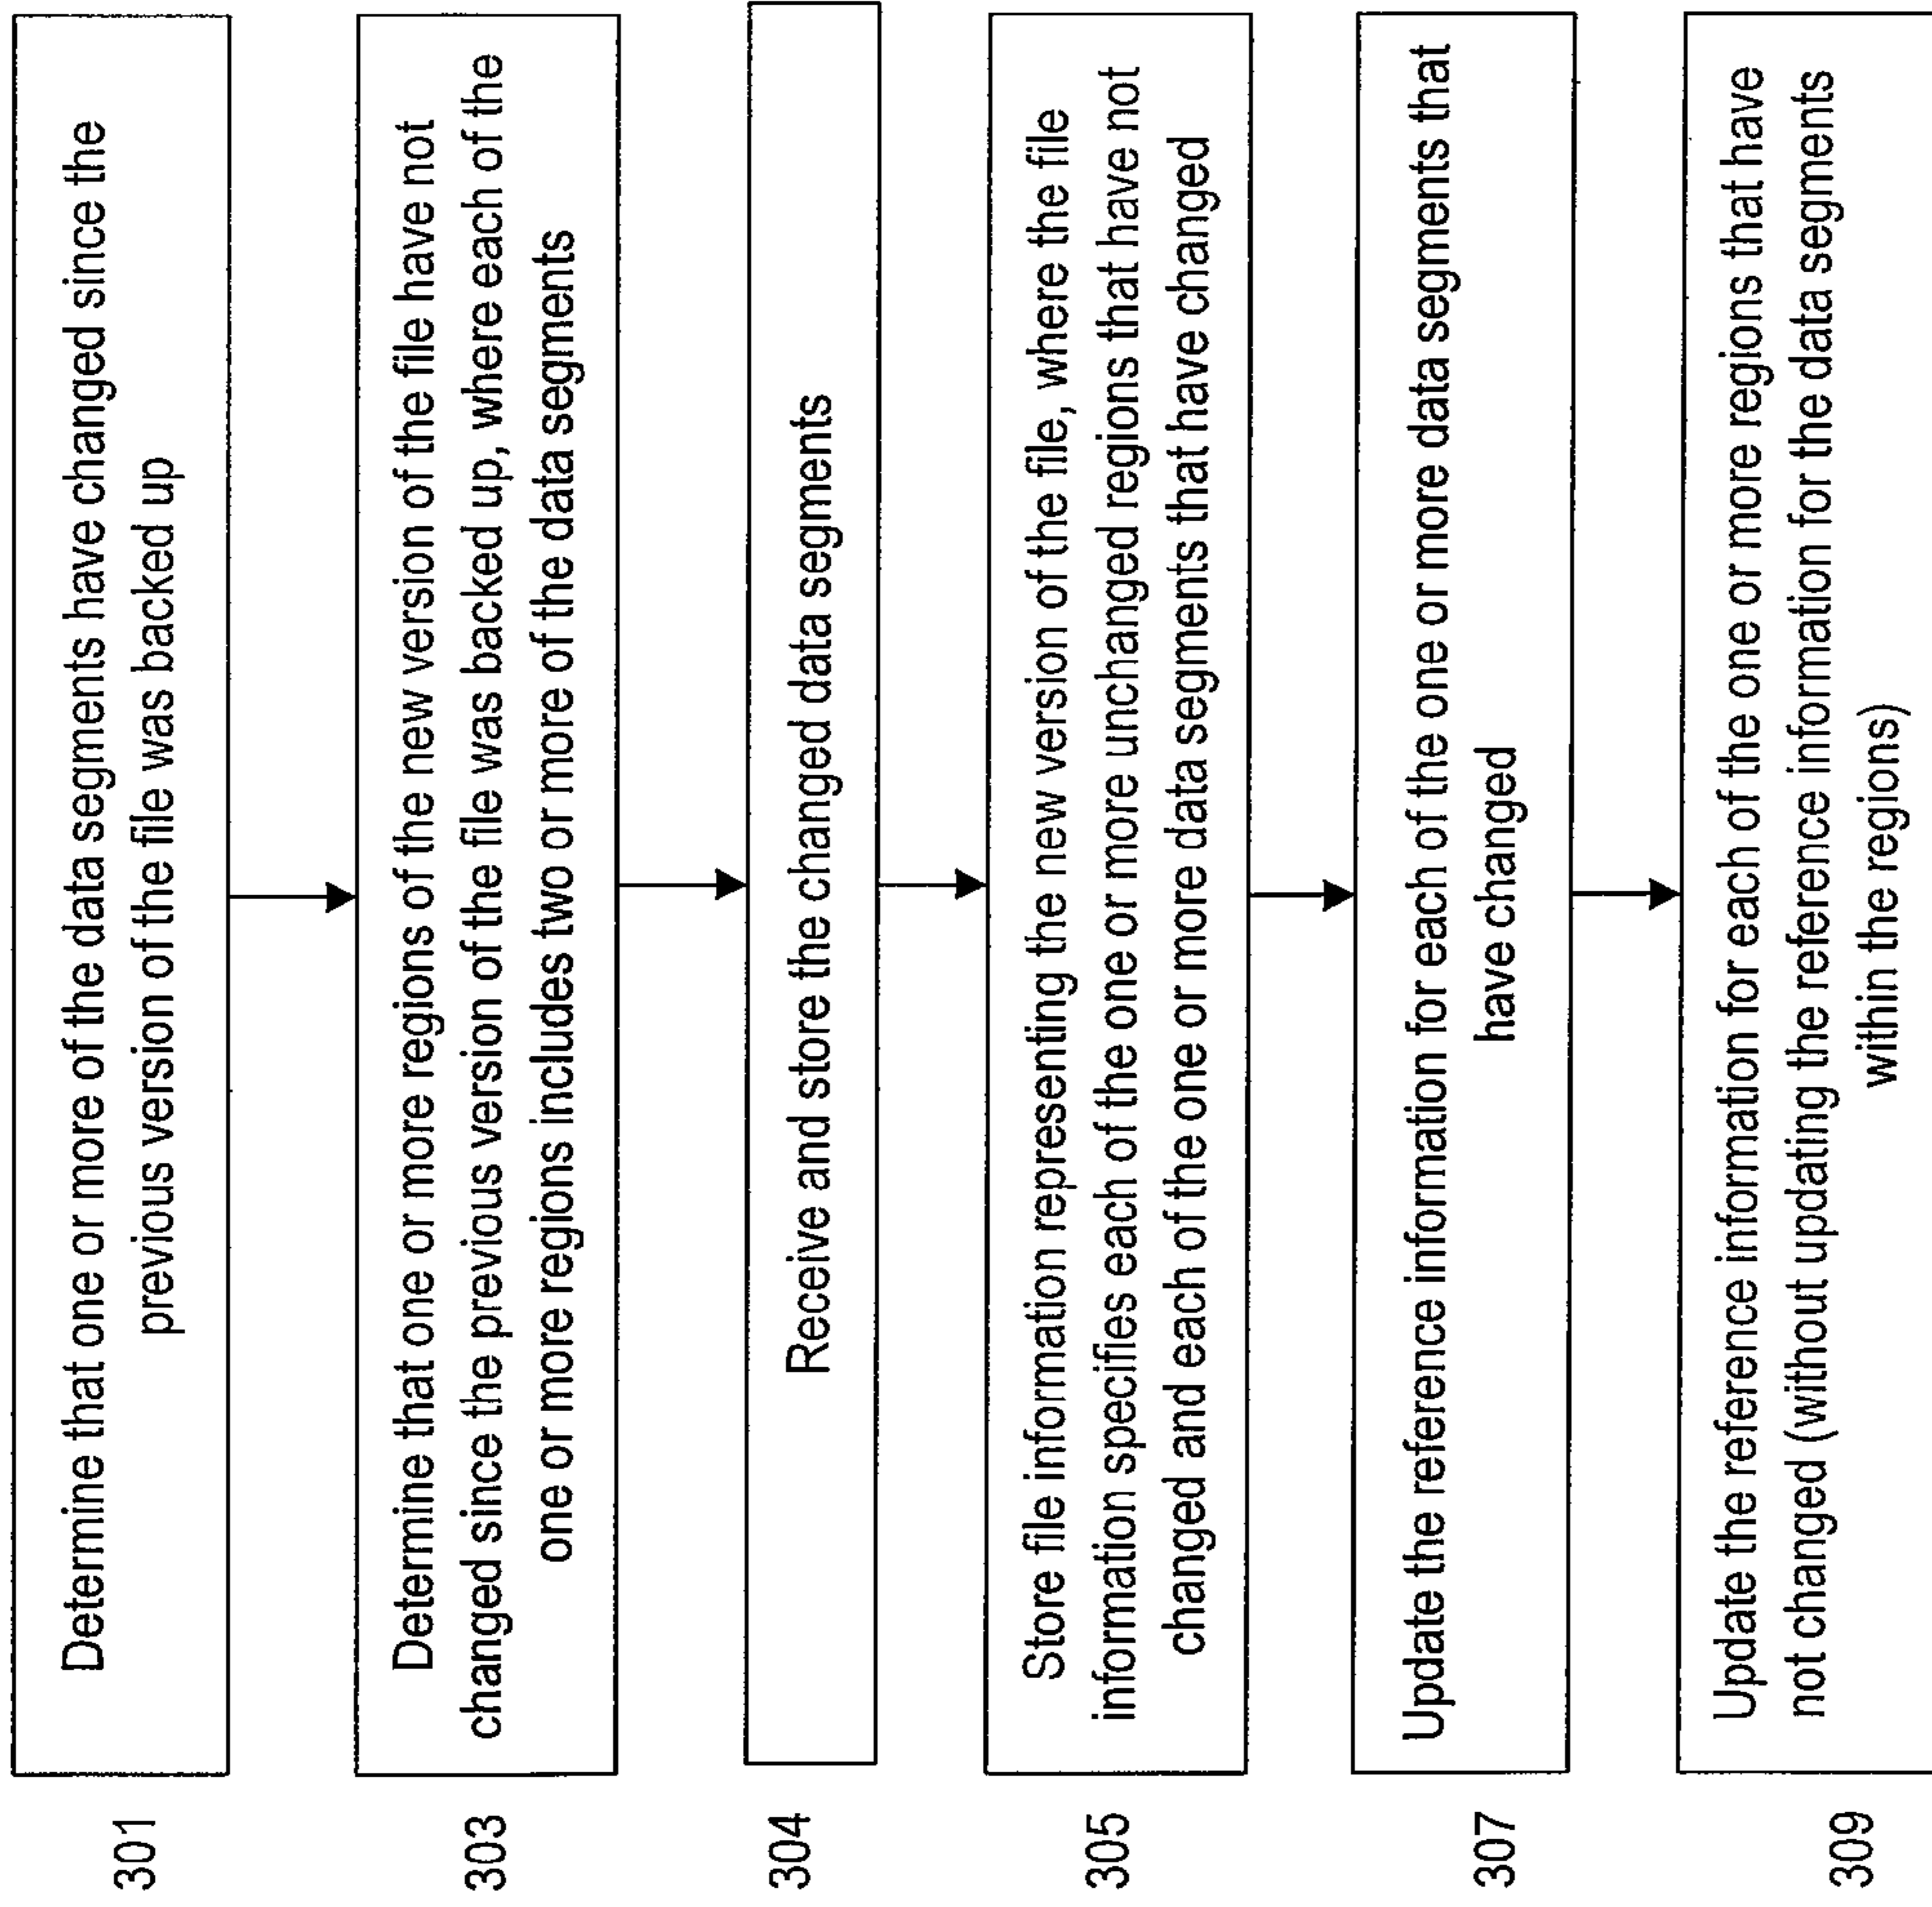 301
Determine that one or more of the data segments have changed since the
previous version of the file was backed up
303
Determine that one or more regions of the new version of the file have not
changed since the previous version of the file was backed up, where each of the
one or more regions includes two or more of the data segments
304
Receive and store the changed data segments
305
Store file information representing the new version of the file, where the file
information specifies each of the one or more unchanged regions that have not
changed and each of the one or more data segments that have changed
307
Update the reference information for each of the one or more data segments that
have changed
309
Update the reference information for each of the one or more regions that have
not changed (without updating the reference information for the data segments
within the regions)